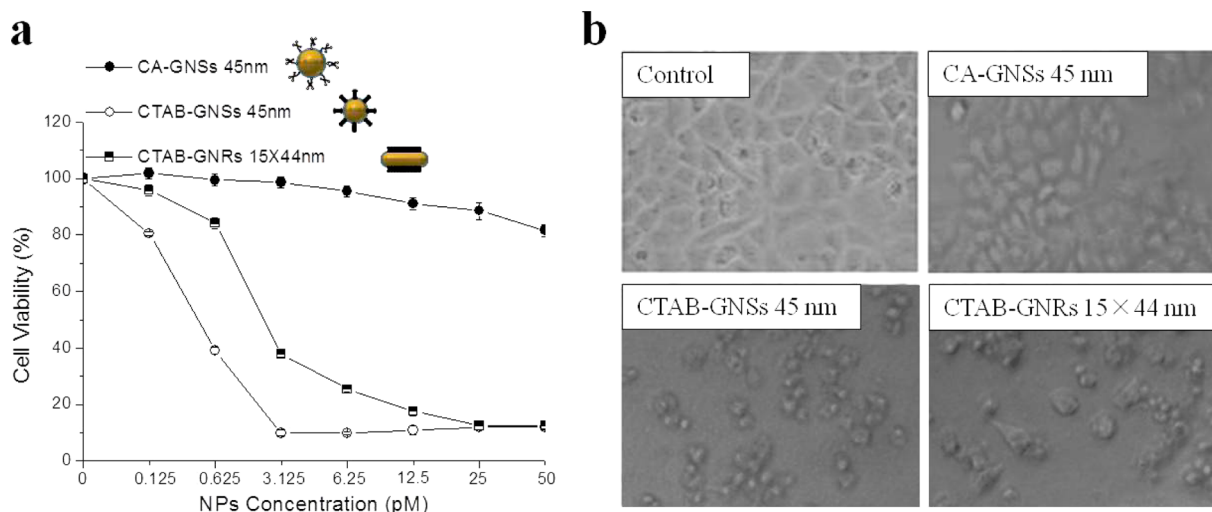 a
CA-GNSs 45nm
CTAB-GNSs 45nm
CTAB-GNRs 15X44nm
120
100
80
60
40
20
0
Cell Viability (%)
0 0.125 0.625 3.125 6.25 12.5 25 50
NPs Concentration (pM)
b
Control
CA-GNSs 45 nm
CTAB-GNSs 45 nm
CTAB-GNRs 15×44 nm